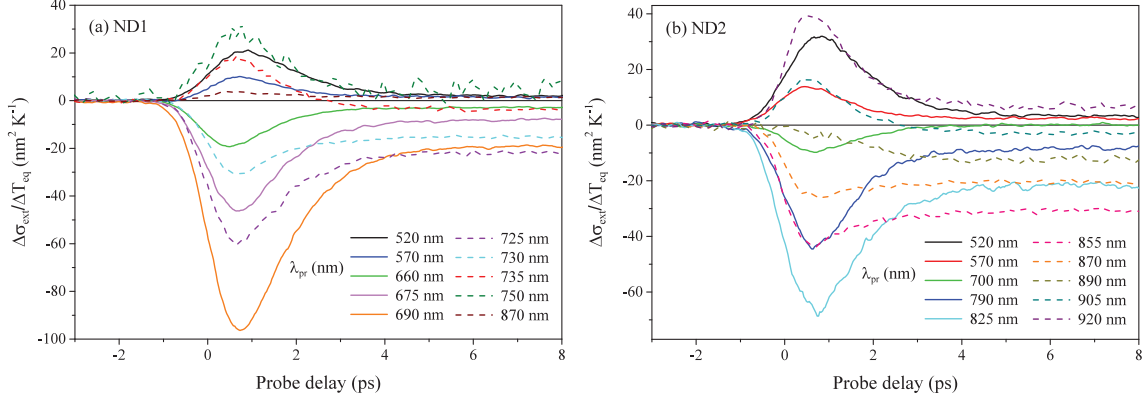 (a) ND1
Δσext/ΔTeq (nm² K⁻¹)
40
20
0
-20
-40
-60
-80
-100
-2
0
2
4
6
8
Probe delay (ps)
λpr (nm)
520 nm
570 nm
660 nm
675 nm
690 nm
725 nm
730 nm
735 nm
750 nm
870 nm
(b) ND2
Δσext/ΔTeq (nm² K⁻¹)
40
20
0
-20
-40
-60
-2
0
2
4
6
8
Probe delay (ps)
λpr (nm)
520 nm
570 nm
700 nm
790 nm
825 nm
855 nm
870 nm
890 nm
905 nm
920 nm